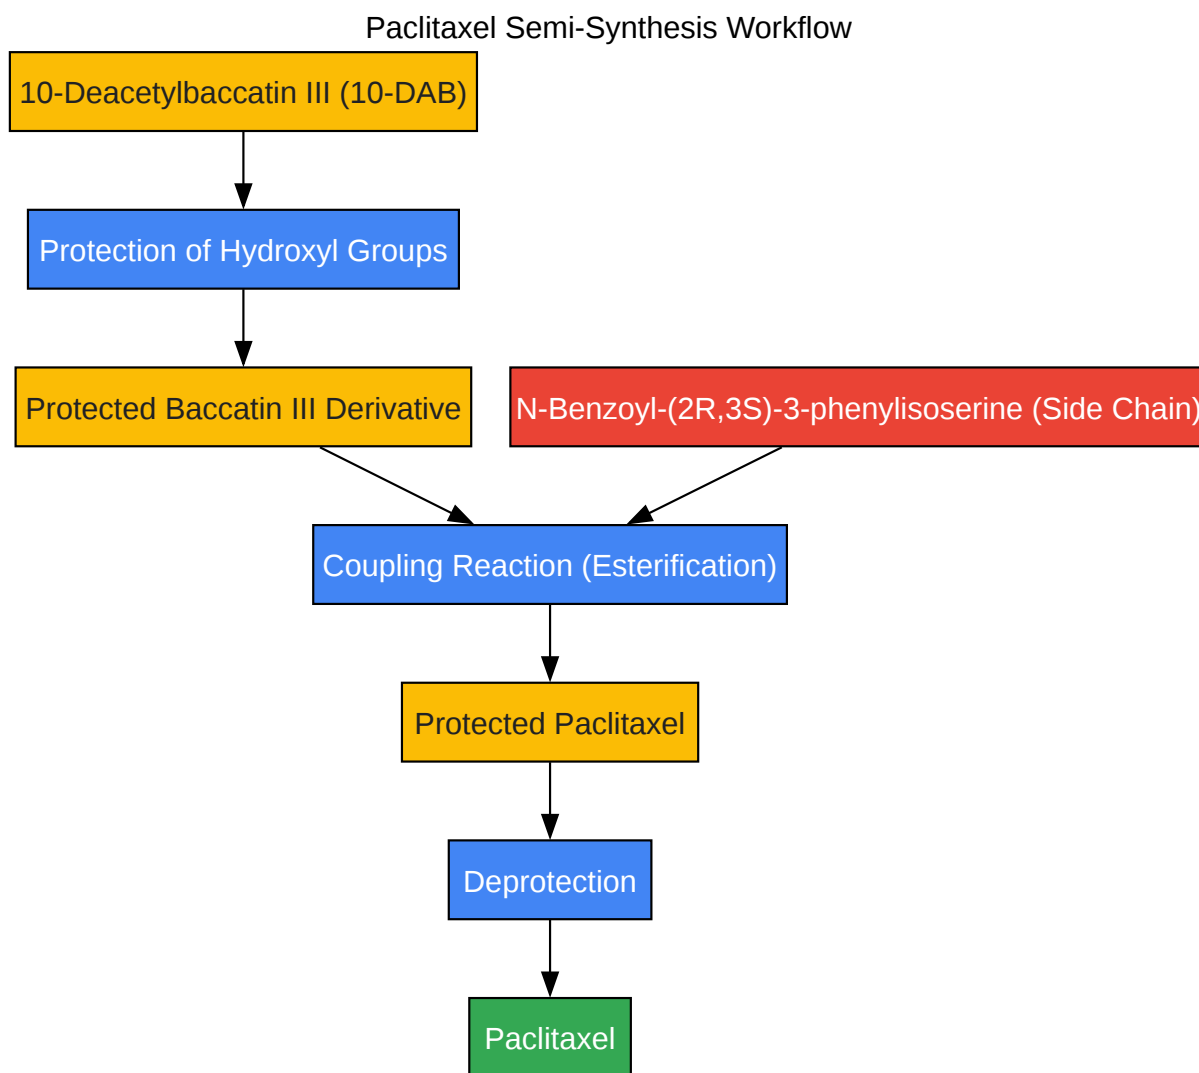 Paclitaxel Semi-Synthesis Workflow
10-Deacetylbaccatin III (10-DAB)
Protection of Hydroxyl Groups
Protected Baccatin III Derivative
N-Benzoyl-(2R,3S)-3-phenylisoserine (Side Chain)
Coupling Reaction (Esterification)
Protected Paclitaxel
Deprotection
Paclitaxel